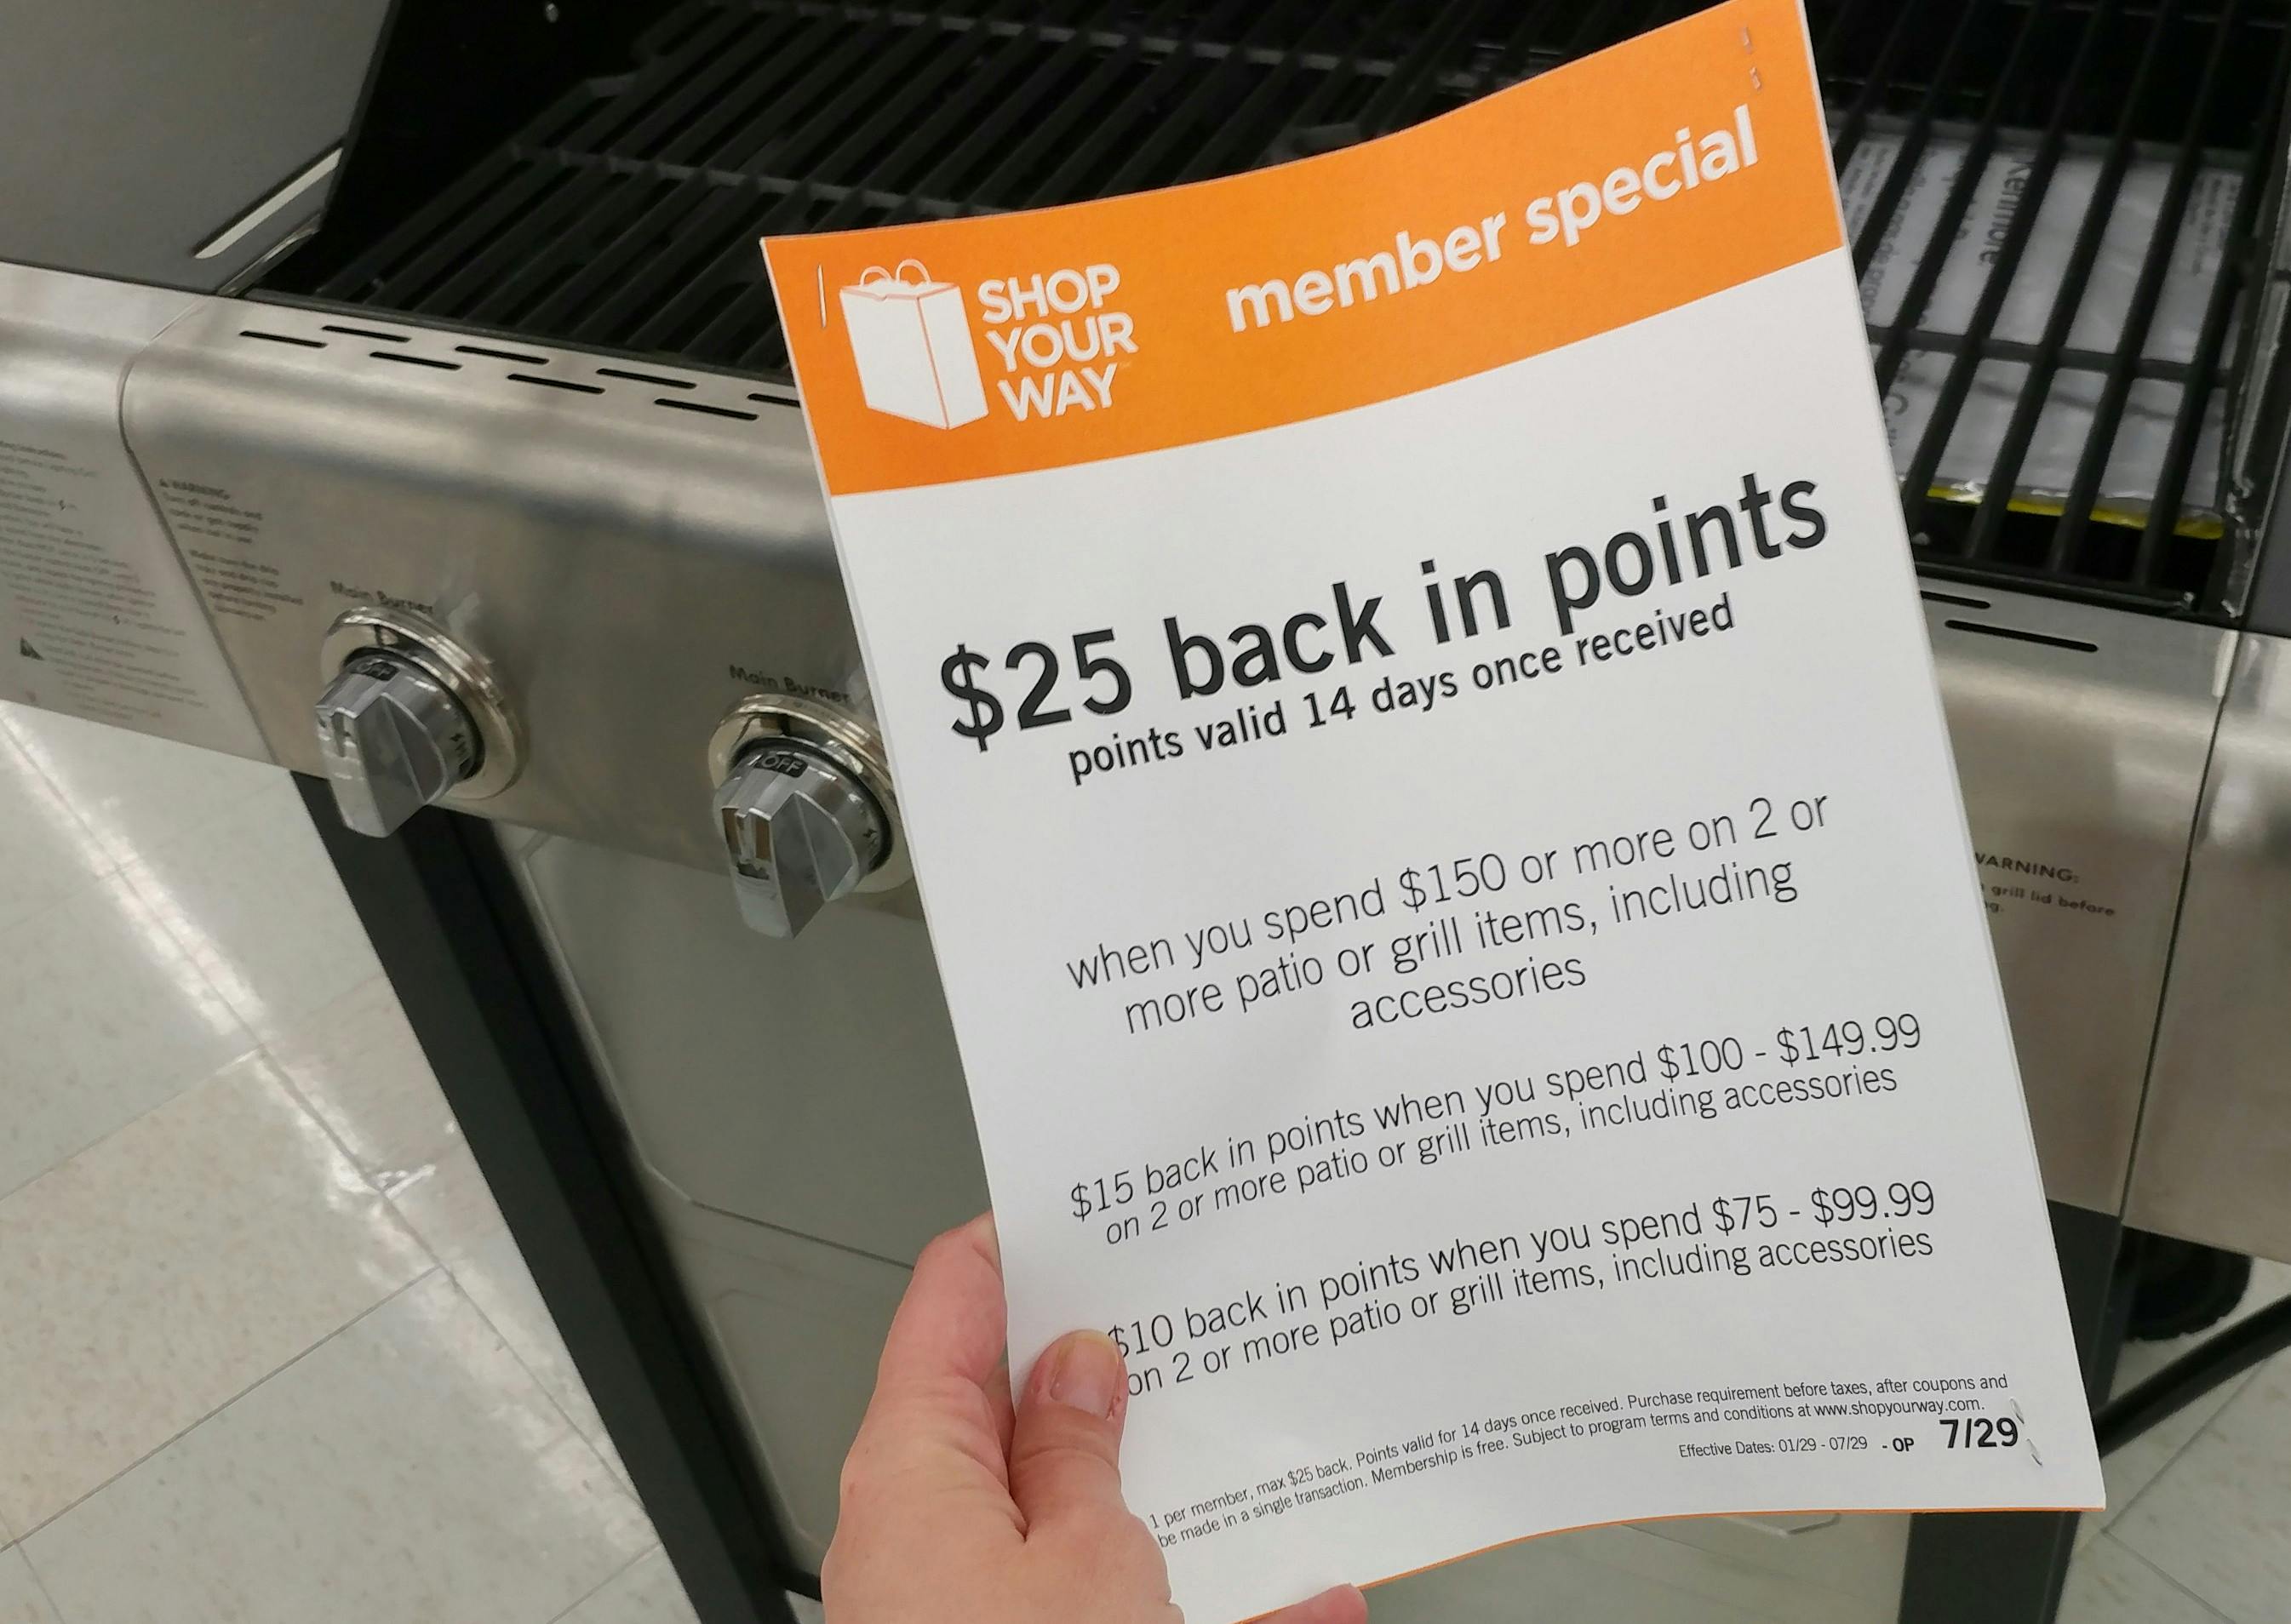 SHOP
YOUR
WAY
member special
$25 back in points
points valid 14 days once received
when you spend $150 or more on 2 or
more patio or grill items, including
accessories
$15 back in points when you spend $100 - $149.99
on 2 or more patio or grill items, including accessories
$10 back in points when you spend $75 - $99.99
on 2 or more patio or grill items, including accessories
1 per member, max $25 back. Points valid for 14 days once received. Purchase requirement before taxes, after coupons and
be made in a single transaction. Membership is free. Subject to program terms and conditions at www.shopyourway.com.
Effective Dates: 01/29 - 07/29 - OP 7/29
Main Burner
OFF
Main Burner
OFF
WARNING:
WARNING:
grill lid before
Kenmore